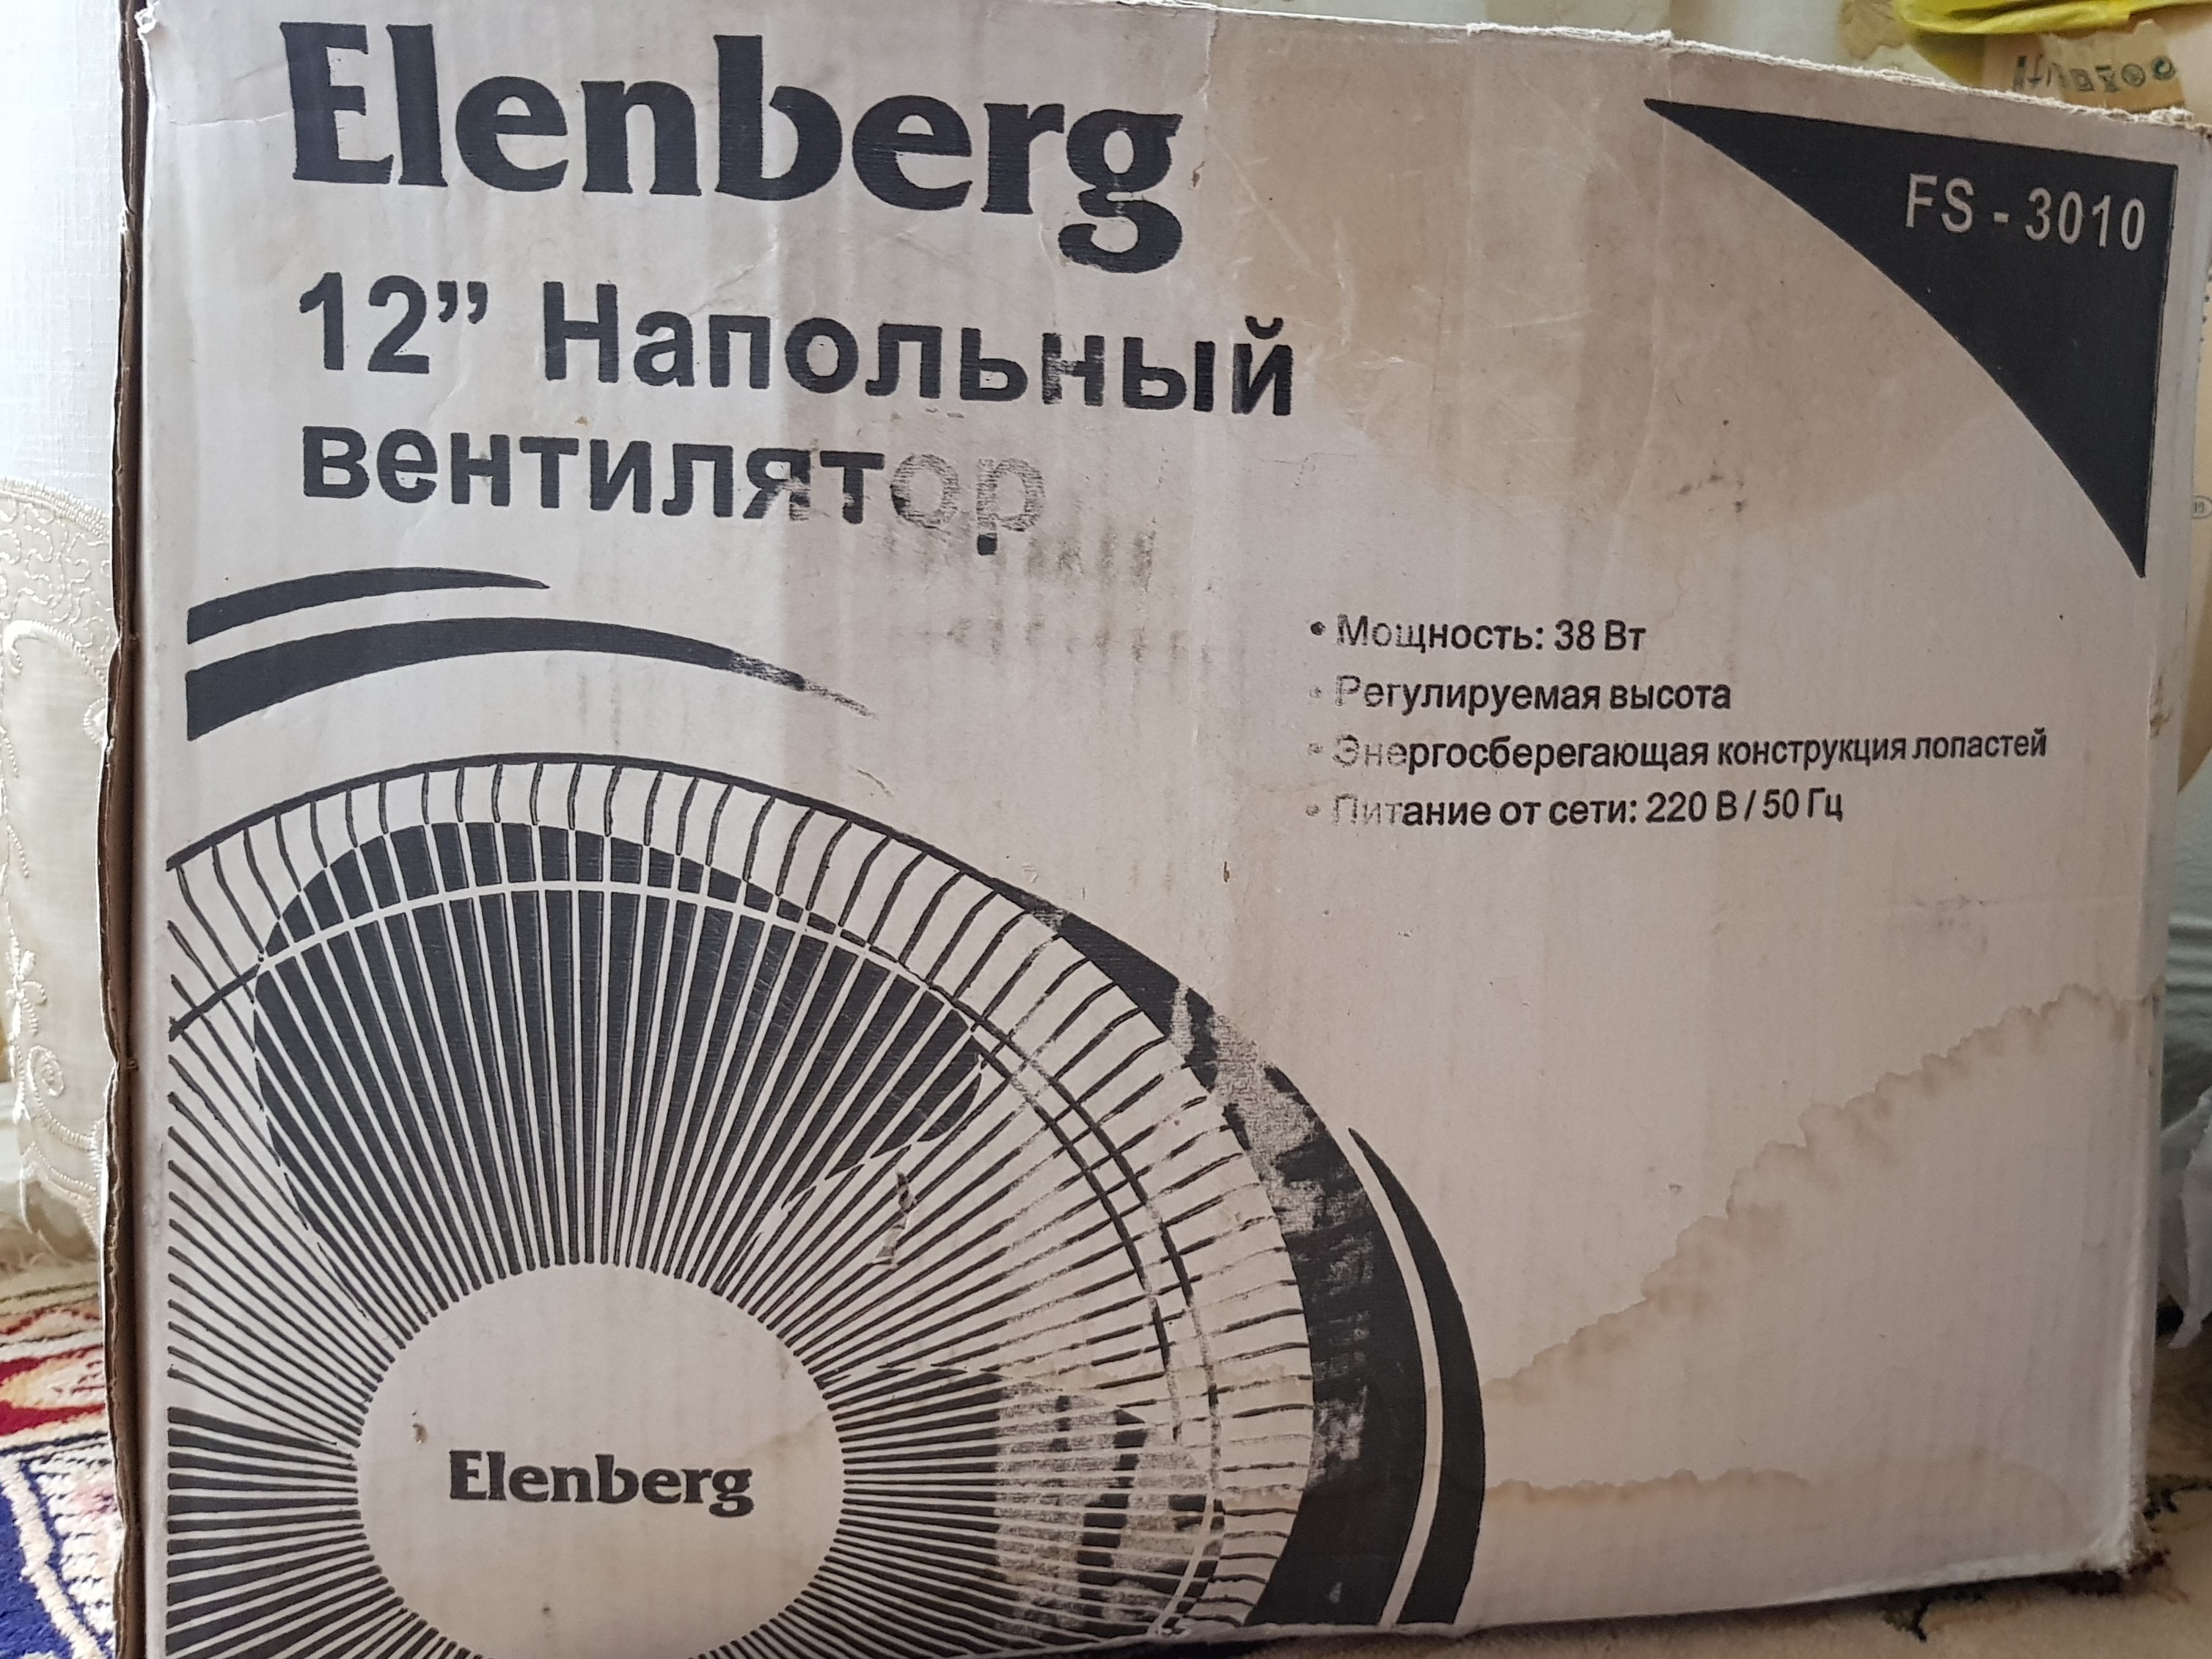 Elenberg
FS - 3010
12” Напольный
вентилятор
• Мощность: 38 Вт
• Регулируемая высота
• Энергосберегающая конструкция лопастей
• Питание от сети: 220 В / 50 Гц
Elenberg